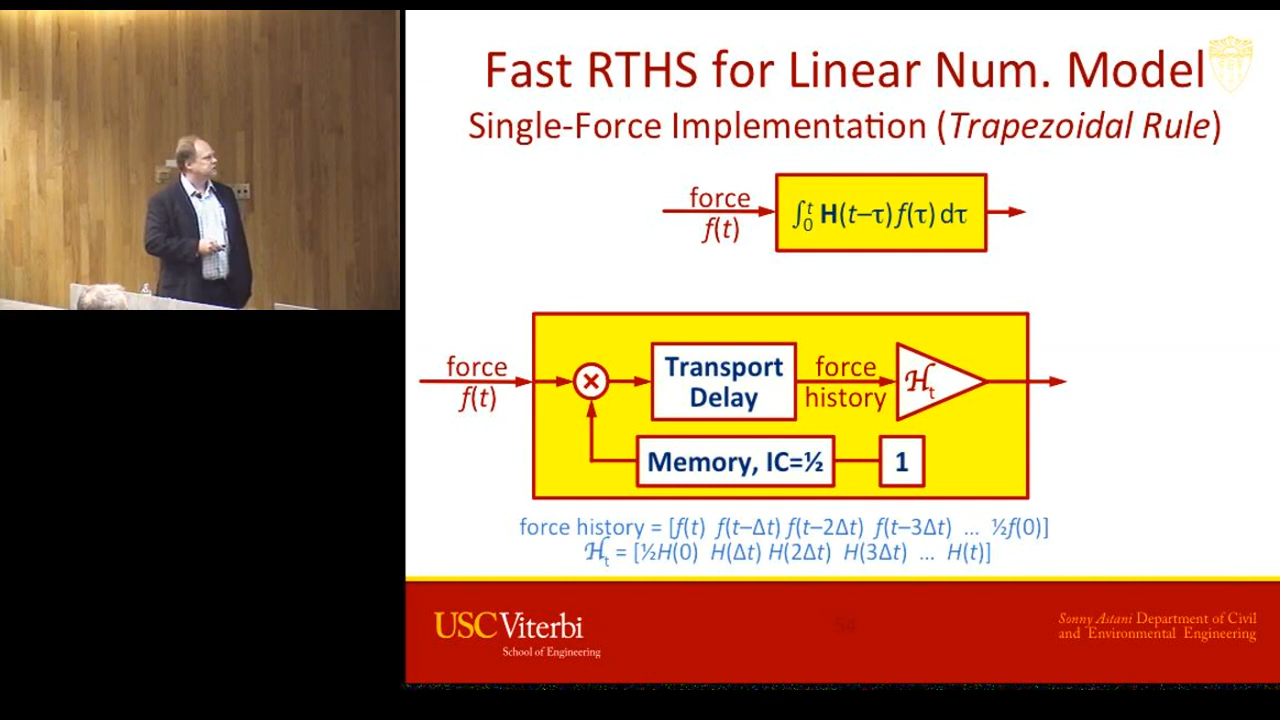 Fast RTHS for Linear Num. Model
Single-Force Implementation (Trapezoidal Rule)
force
f(t)
∫₀ᵗ H(t–τ) f(τ) dτ
force
f(t)
×
Transport
Delay
force
history
ℋₜ
Memory, IC=½
1
force history = [f(t) f(t–Δt) f(t–2Δt) f(t–3Δt) … ½f(0)]
ℋₜ = [½H(0) H(Δt) H(2Δt) H(3Δt) … H(t)]
USC Viterbi
School of Engineering
54
Sonny Astani Department of Civil
and Environmental Engineering